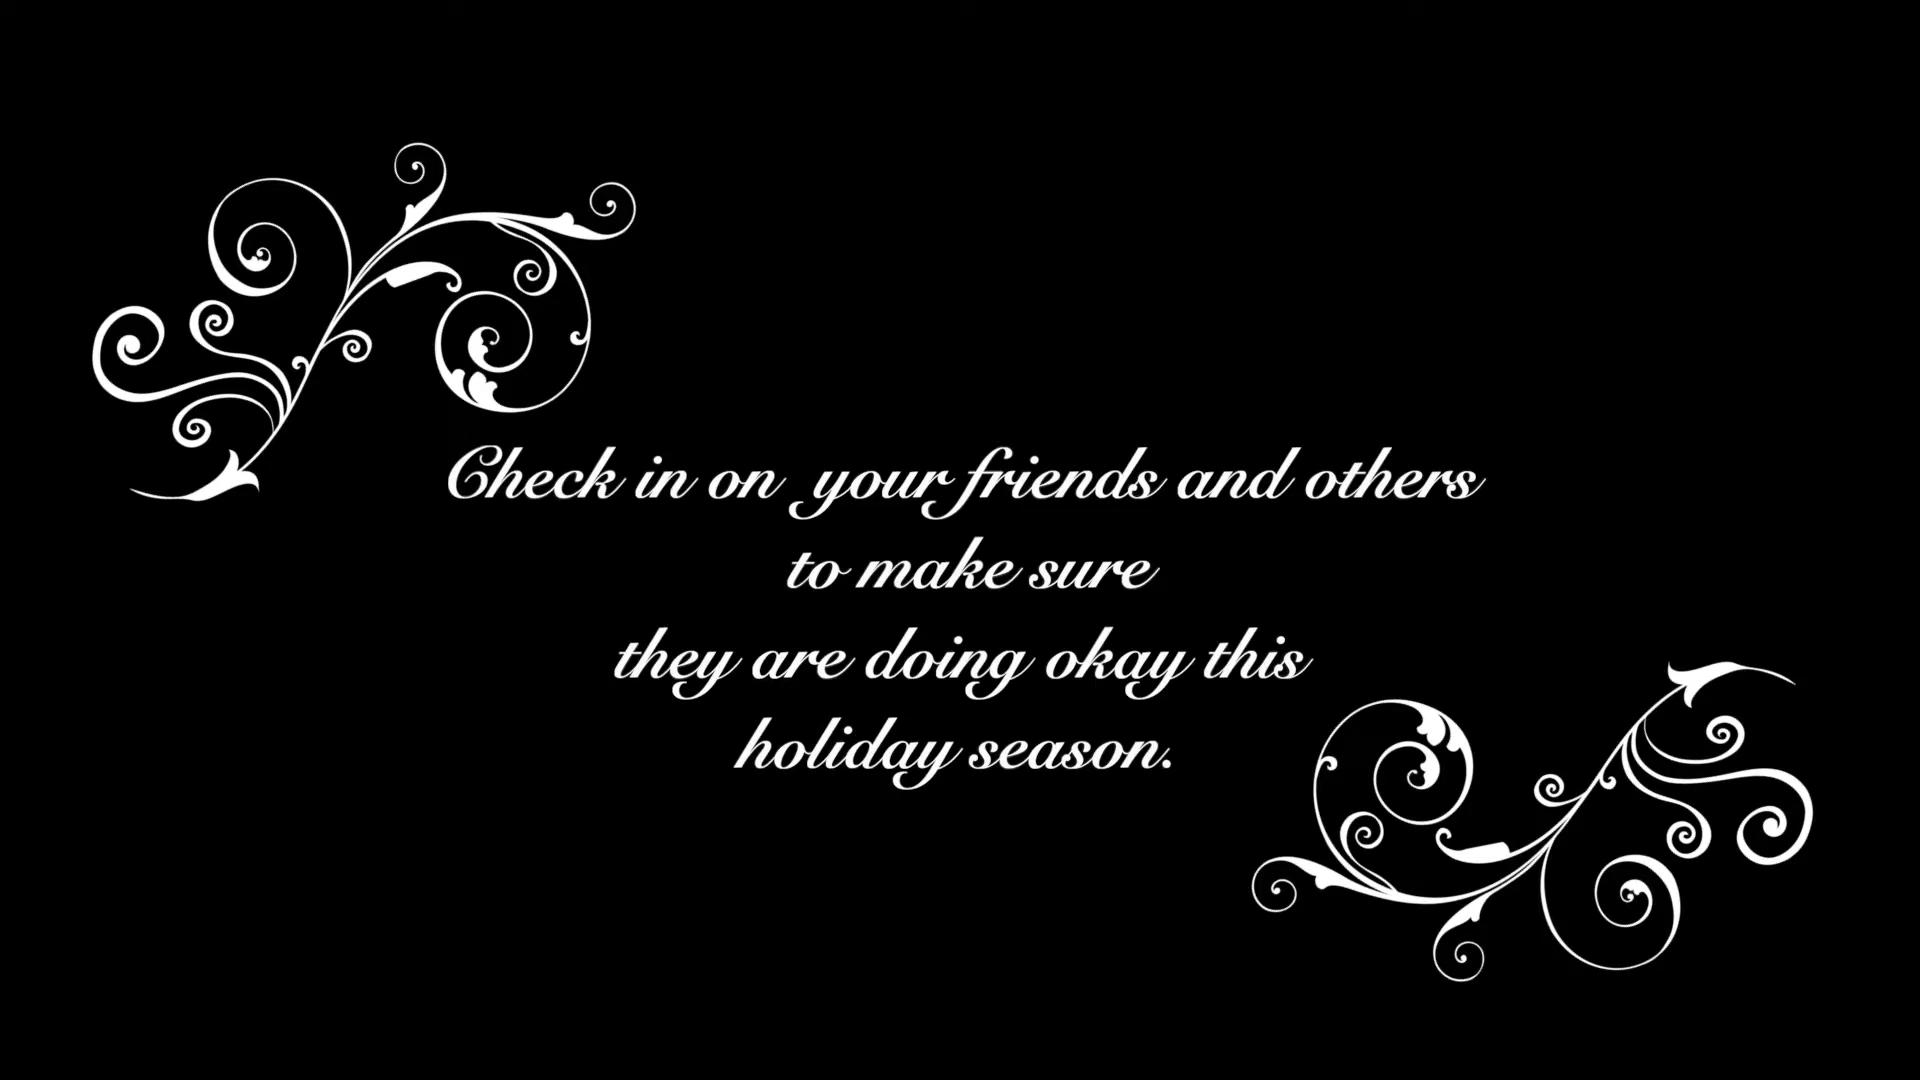 Check in on your friends and others
to make sure
they are doing okay this
holiday season.